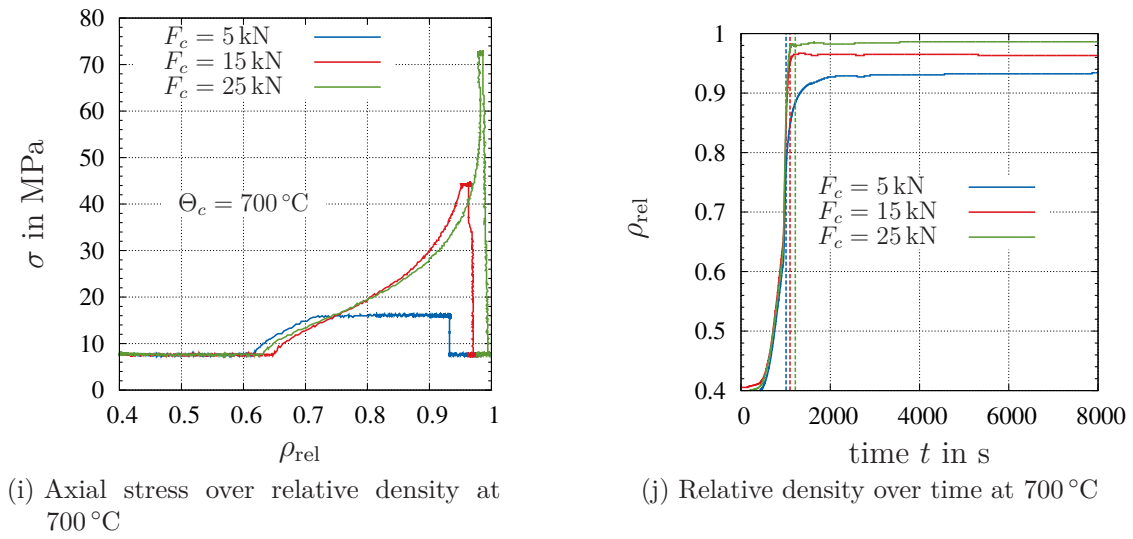 80
70
60
50
40
30
20
10
0
σ in MPa
F_c = 5 kN
F_c = 15 kN
F_c = 25 kN
Θ_c = 700 °C
0.4 0.5 0.6 0.7 0.8 0.9 1
ρ_rel
(i) Axial stress over relative density at
700 °C
1
0.9
0.8
0.7
0.6
0.5
0.4
ρ_rel
F_c = 5 kN
F_c = 15 kN
F_c = 25 kN
0 2000 4000 6000 8000
time t in s
(j) Relative density over time at 700 °C